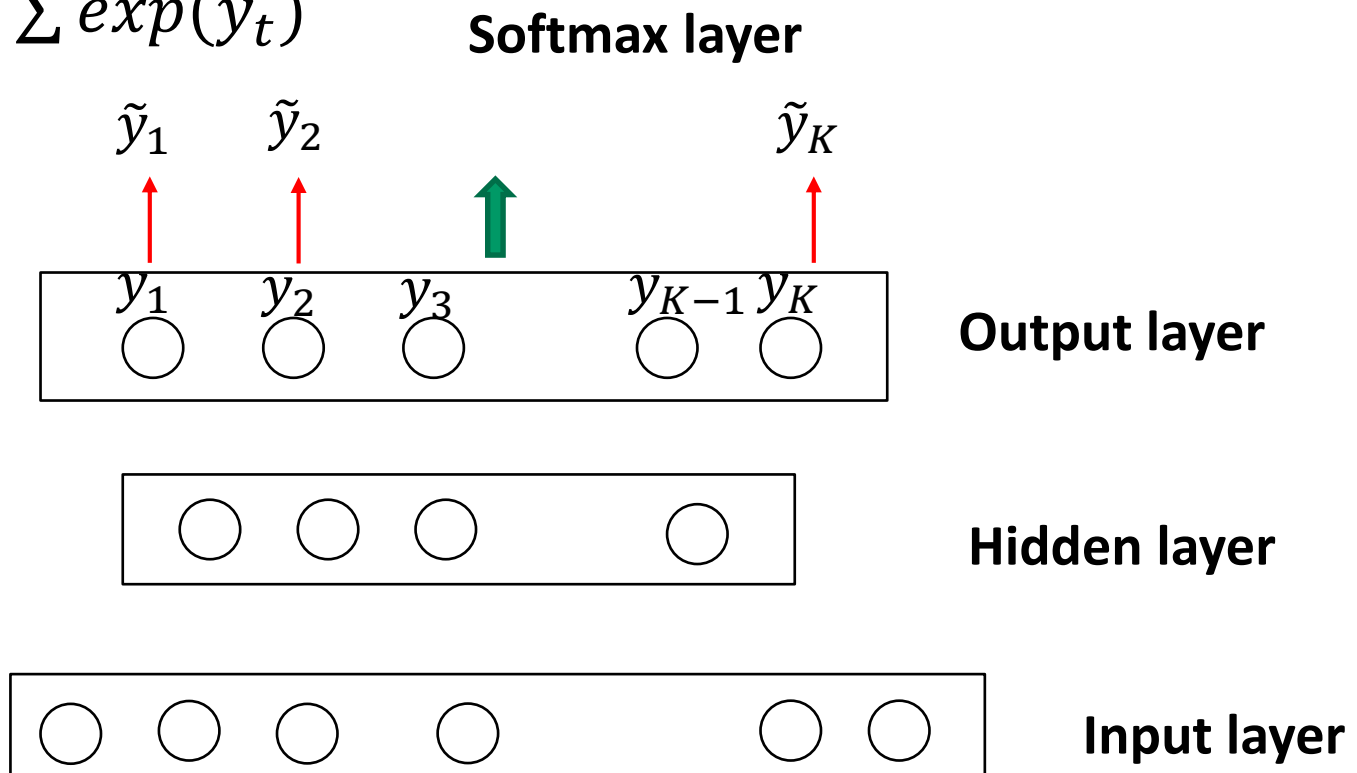 ∑ exp(y_t)
Softmax layer
ỹ_1 ỹ_2 ỹ_K
y_1 y_2 y_3 y_{K-1} y_K
Output layer
Hidden layer
Input layer